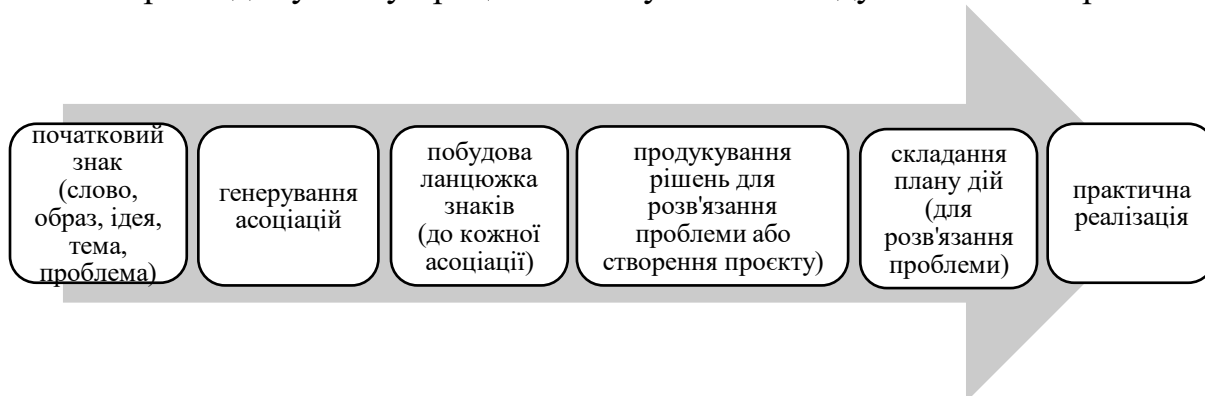 початковий
знак
(слово,
образ, ідея,
тема,
проблема)
генерування
асоціацій
побудова
ланцюжка
знаків
(до кожної
асоціації)
продукування
рішень для
розв'язання
проблеми або
створення проєкту)
складання
плану дій
(для
розв'язання
проблеми)
практична
реалізація